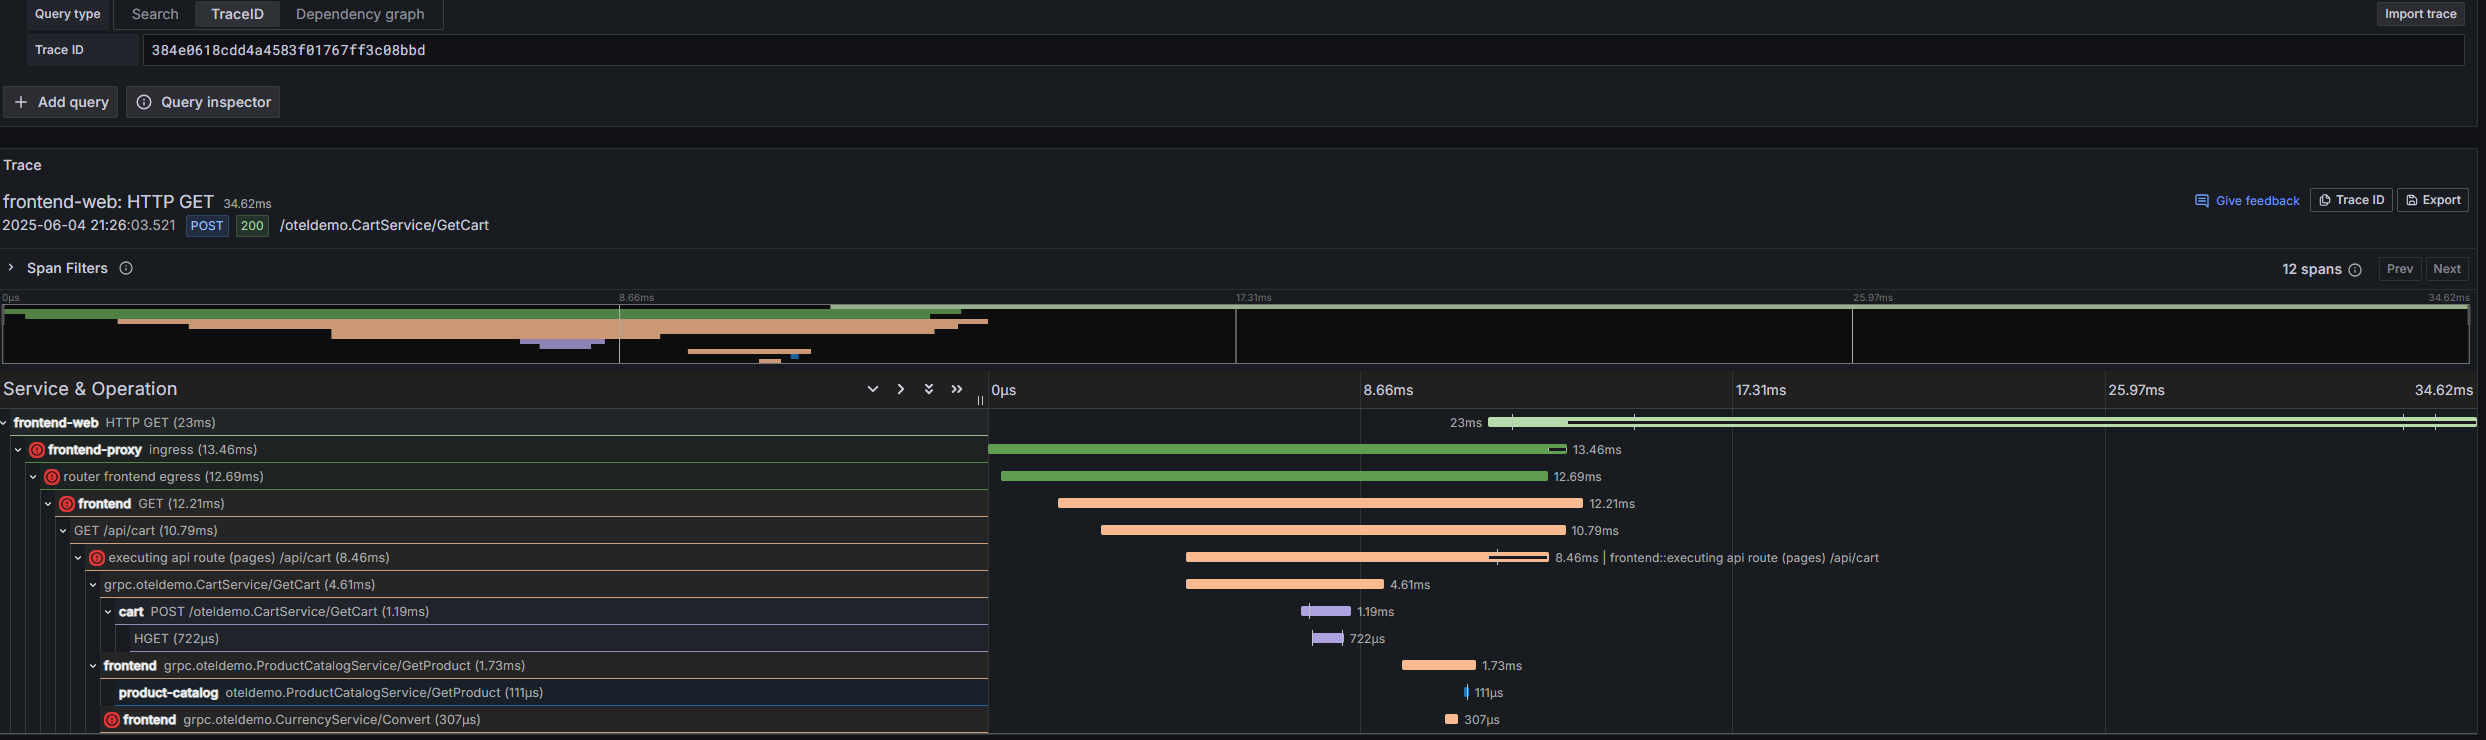 Query type Search TraceID Dependency graph Import trace
Trace ID 384e0618cdd4a4583f01767ff3c08bbd
+ Add query Query inspector
Trace
frontend-web: HTTP GET 34.62ms
Give feedback Trace ID Export
2025-06-04 21:26:03.521 POST 200 /oteldemo.CartService/GetCart
Span Filters 12 spans Prev Next
0µs 8.66ms 17.31ms 25.97ms 34.62ms
Service & Operation 0µs 8.66ms 17.31ms 25.97ms 34.62ms
frontend-web HTTP GET (23ms) 23ms
frontend-proxy ingress (13.46ms) 13.46ms
router frontend egress (12.69ms) 12.69ms
frontend GET (12.21ms) 12.21ms
GET /api/cart (10.79ms) 10.79ms
executing api route (pages) /api/cart (8.46ms) 8.46ms | frontend::executing api route (pages) /api/cart
grpc.oteldemo.CartService/GetCart (4.61ms) 4.61ms
cart POST /oteldemo.CartService/GetCart (1.19ms) 1.19ms
HGET (722µs) 722µs
frontend grpc.oteldemo.ProductCatalogService/GetProduct (1.73ms) 1.73ms
product-catalog oteldemo.ProductCatalogService/GetProduct (111µs) 111µs
frontend grpc.oteldemo.CurrencyService/Convert (307µs) 307µs